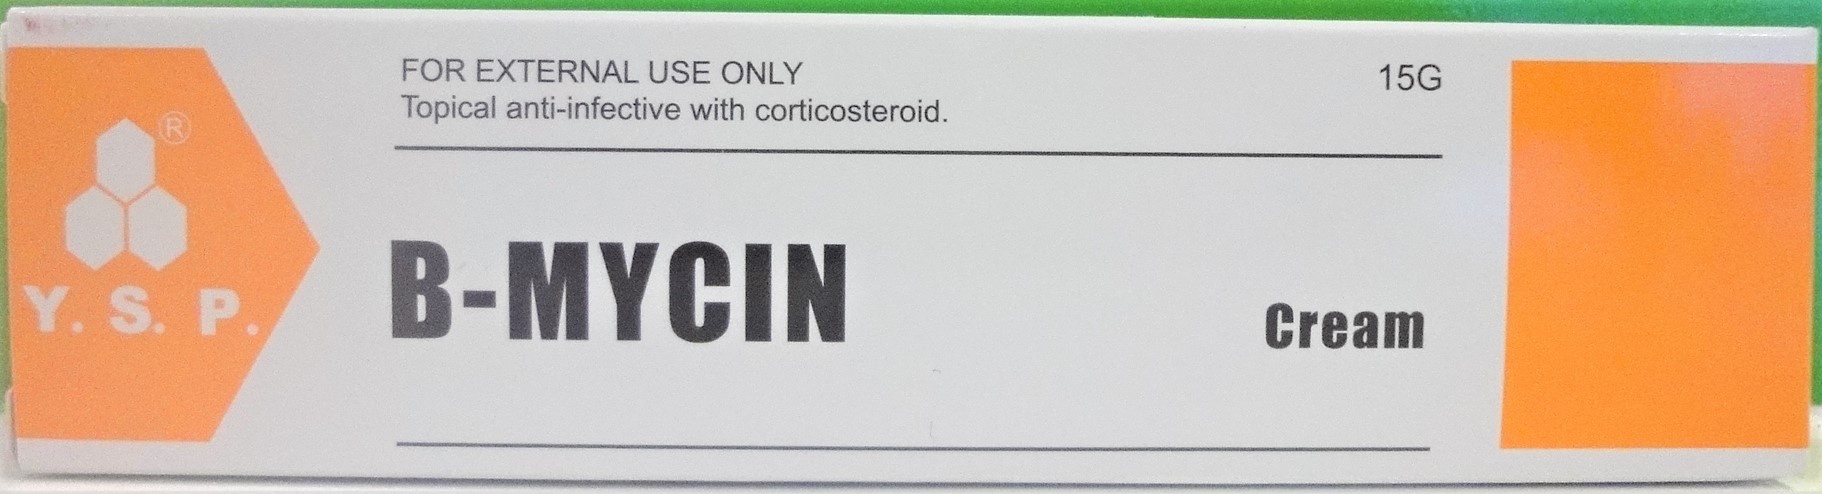 FOR EXTERNAL USE ONLY
Topical anti-infective with corticosteroid.
15G
®
Y. S. P.
B-MYCIN
Cream